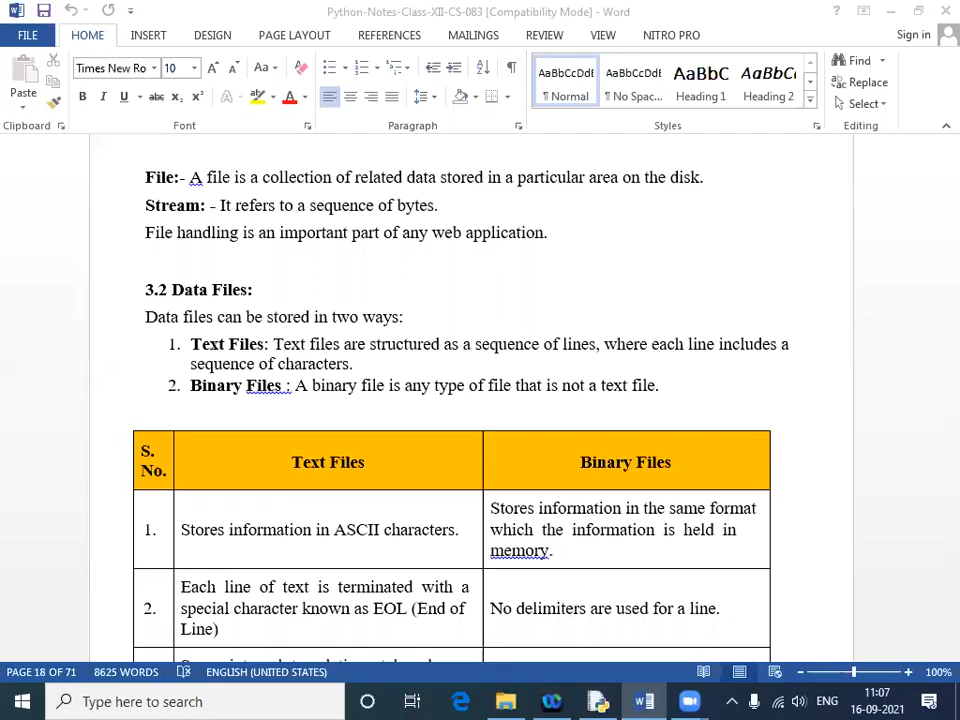 Python-Notes-Class-XII-CS-083 [Compatibility Mode] - Word
FILE HOME INSERT DESIGN PAGE LAYOUT REFERENCES MAILINGS REVIEW VIEW NITRO PRO Sign in
Paste
Times New Ro 10
AaBbCcDdE AaBbCcDdE AaBbC AaBbC
¶ Normal ¶ No Spac... Heading 1 Heading 2
Find
Replace
Select
Clipboard Font Paragraph Styles Editing
File:- A file is a collection of related data stored in a particular area on the disk.
Stream: - It refers to a sequence of bytes.
File handling is an important part of any web application.
3.2 Data Files:
Data files can be stored in two ways:
1. Text Files: Text files are structured as a sequence of lines, where each line includes a
sequence of characters.
2. Binary Files : A binary file is any type of file that is not a text file.
S. No.
Text Files
Binary Files
1.
Stores information in ASCII characters.
Stores information in the same format
which the information is held in
memory.
2.
Each line of text is terminated with a
special character known as EOL (End of
Line)
No delimiters are used for a line.
PAGE 18 OF 71 8625 WORDS ENGLISH (UNITED STATES) 100%
Type here to search
ENG
11:07
16-09-2021